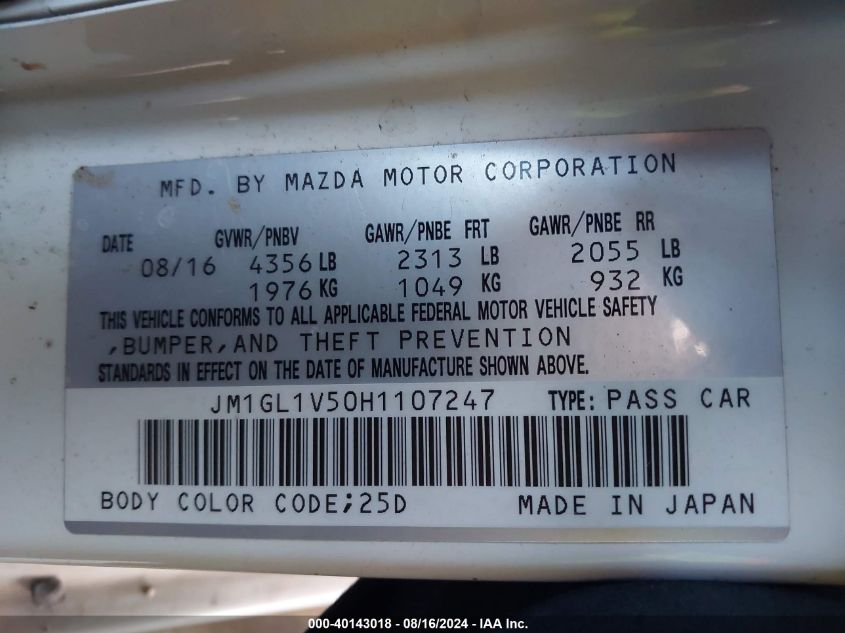 MFD. BY MAZDA MOTOR CORPORATION
DATE GVWR/PNBV GAWR/PNBE FRT GAWR/PNBE RR
08/16 4356 LB 2313 LB 2055 LB
1976 KG 1049 KG 932 KG
THIS VEHICLE CONFORMS TO ALL APPLICABLE FEDERAL MOTOR VEHICLE SAFETY
,BUMPER,AND THEFT PREVENTION
STANDARDS IN EFFECT ON THE DATE OF MANUFACTURE SHOWN ABOVE.
JM1GL1V50H1107247 TYPE: PASS CAR
BODY COLOR CODE;25D MADE IN JAPAN
000-40143018 - 08/16/2024 - IAA Inc.